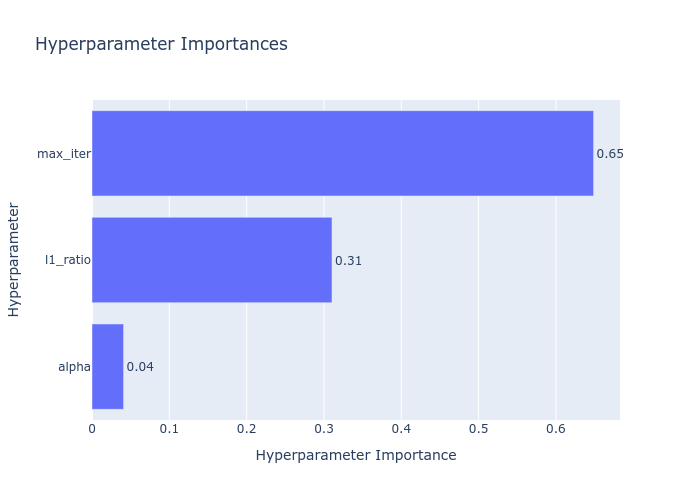 Hyperparameter Importances
Hyperparameter
max_iter
0.65
l1_ratio
0.31
alpha
0.04
0 0.1 0.2 0.3 0.4 0.5 0.6
Hyperparameter Importance